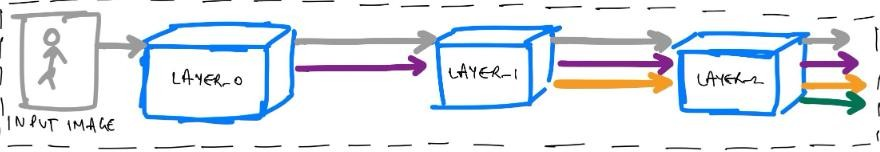 LAYER_0
LAYER_1
LAYER_2
INPUT IMAGE